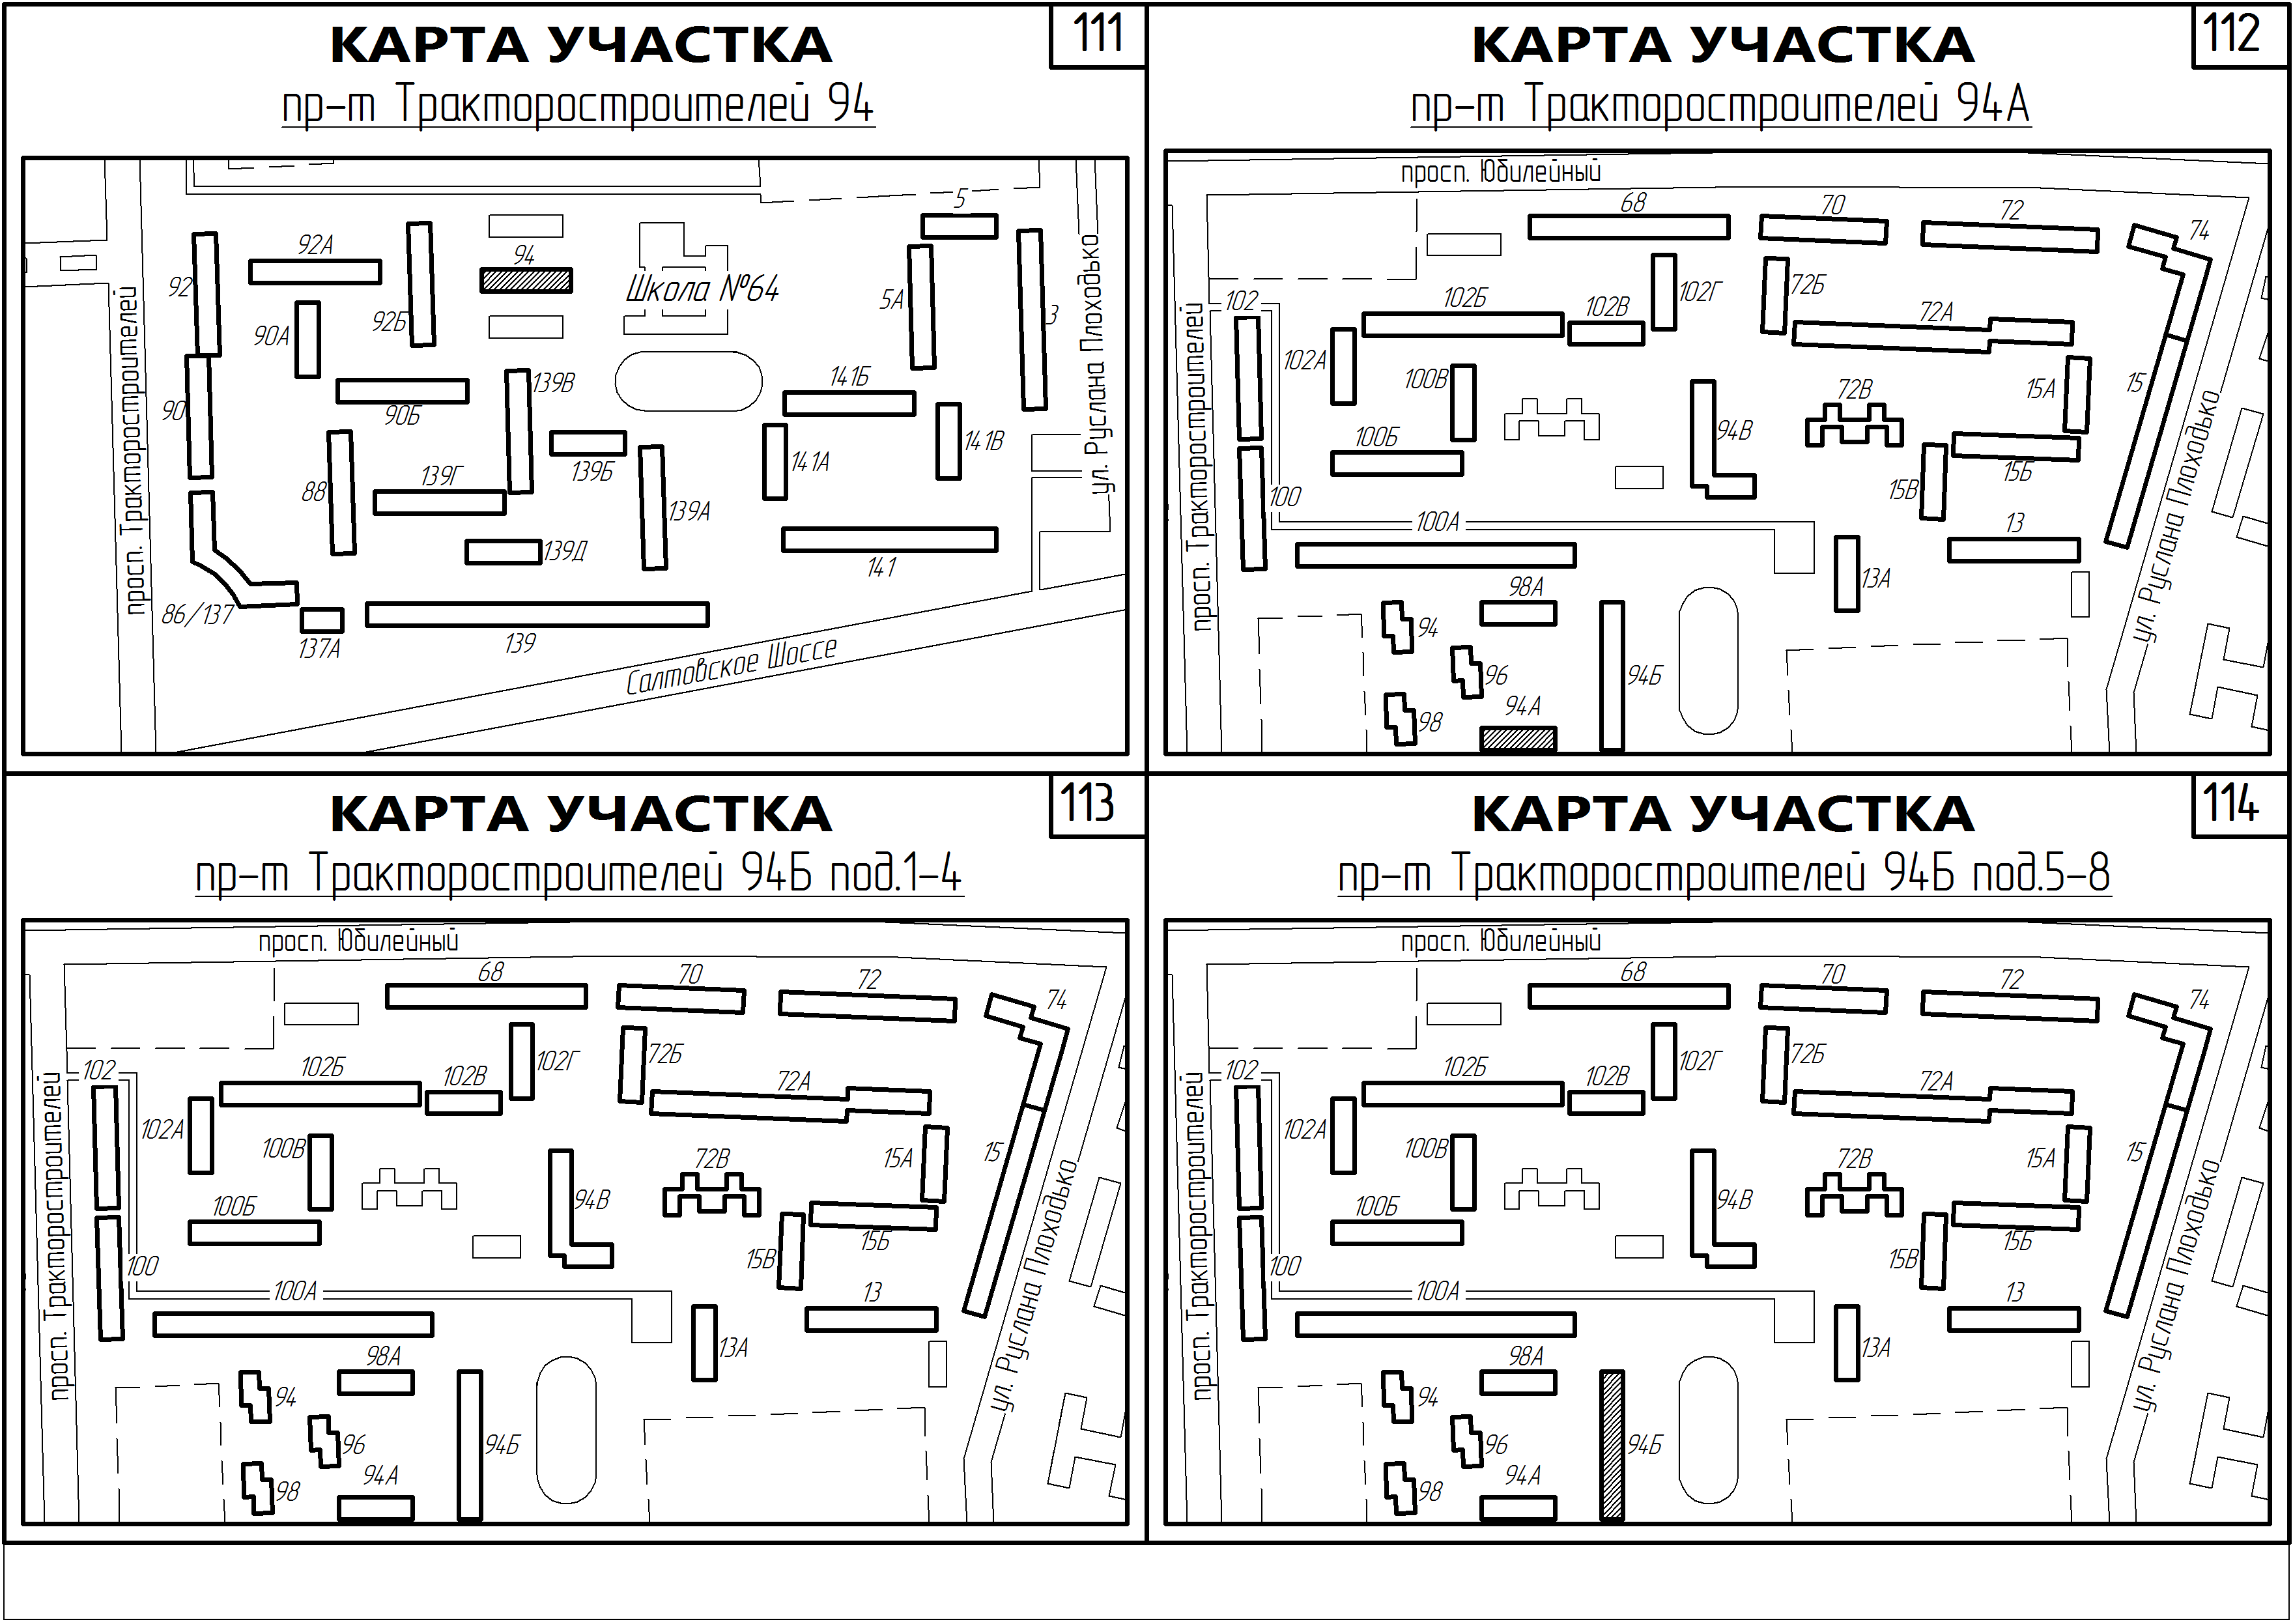 КАРТА УЧАСТКА
111
пр-т Тракторостроителей 94
5
92А
94
92
Школа №64
5А
3
92Б
90А
139В
141Б
90
90Б
141А
141В
139Б
139Г
88
139А
139Д
141
86/137
137А
139
просп. Тракторостроителей
ул. Руслана Плоходько
Салтовское Шоссе
КАРТА УЧАСТКА
112
пр-т Тракторостроителей 94А
просп. Юбилейный
68
70
72
74
102
102Б
102В
102Г
72Б
72А
102А
100В
72В
15А
15
100Б
94В
15Б
15В
100
100А
13
13А
98А
94
96
94Б
94А
98
просп. Тракторостроителей
ул. Руслана Плоходько
КАРТА УЧАСТКА
113
пр-т Тракторостроителей 94Б под.1-4
просп. Юбилейный
68
70
72
74
102
102Б
102В
102Г
72Б
72А
102А
100В
72В
15А
15
100Б
94В
15Б
15В
100
100А
13
13А
98А
94
96
94Б
94А
98
просп. Тракторостроителей
ул. Руслана Плоходько
КАРТА УЧАСТКА
114
пр-т Тракторостроителей 94Б под.5-8
просп. Юбилейный
68
70
72
74
102
102Б
102В
102Г
72Б
72А
102А
100В
72В
15А
15
100Б
94В
15Б
15В
100
100А
13
13А
98А
94
96
94Б
94А
98
просп. Тракторостроителей
ул. Руслана Плоходько